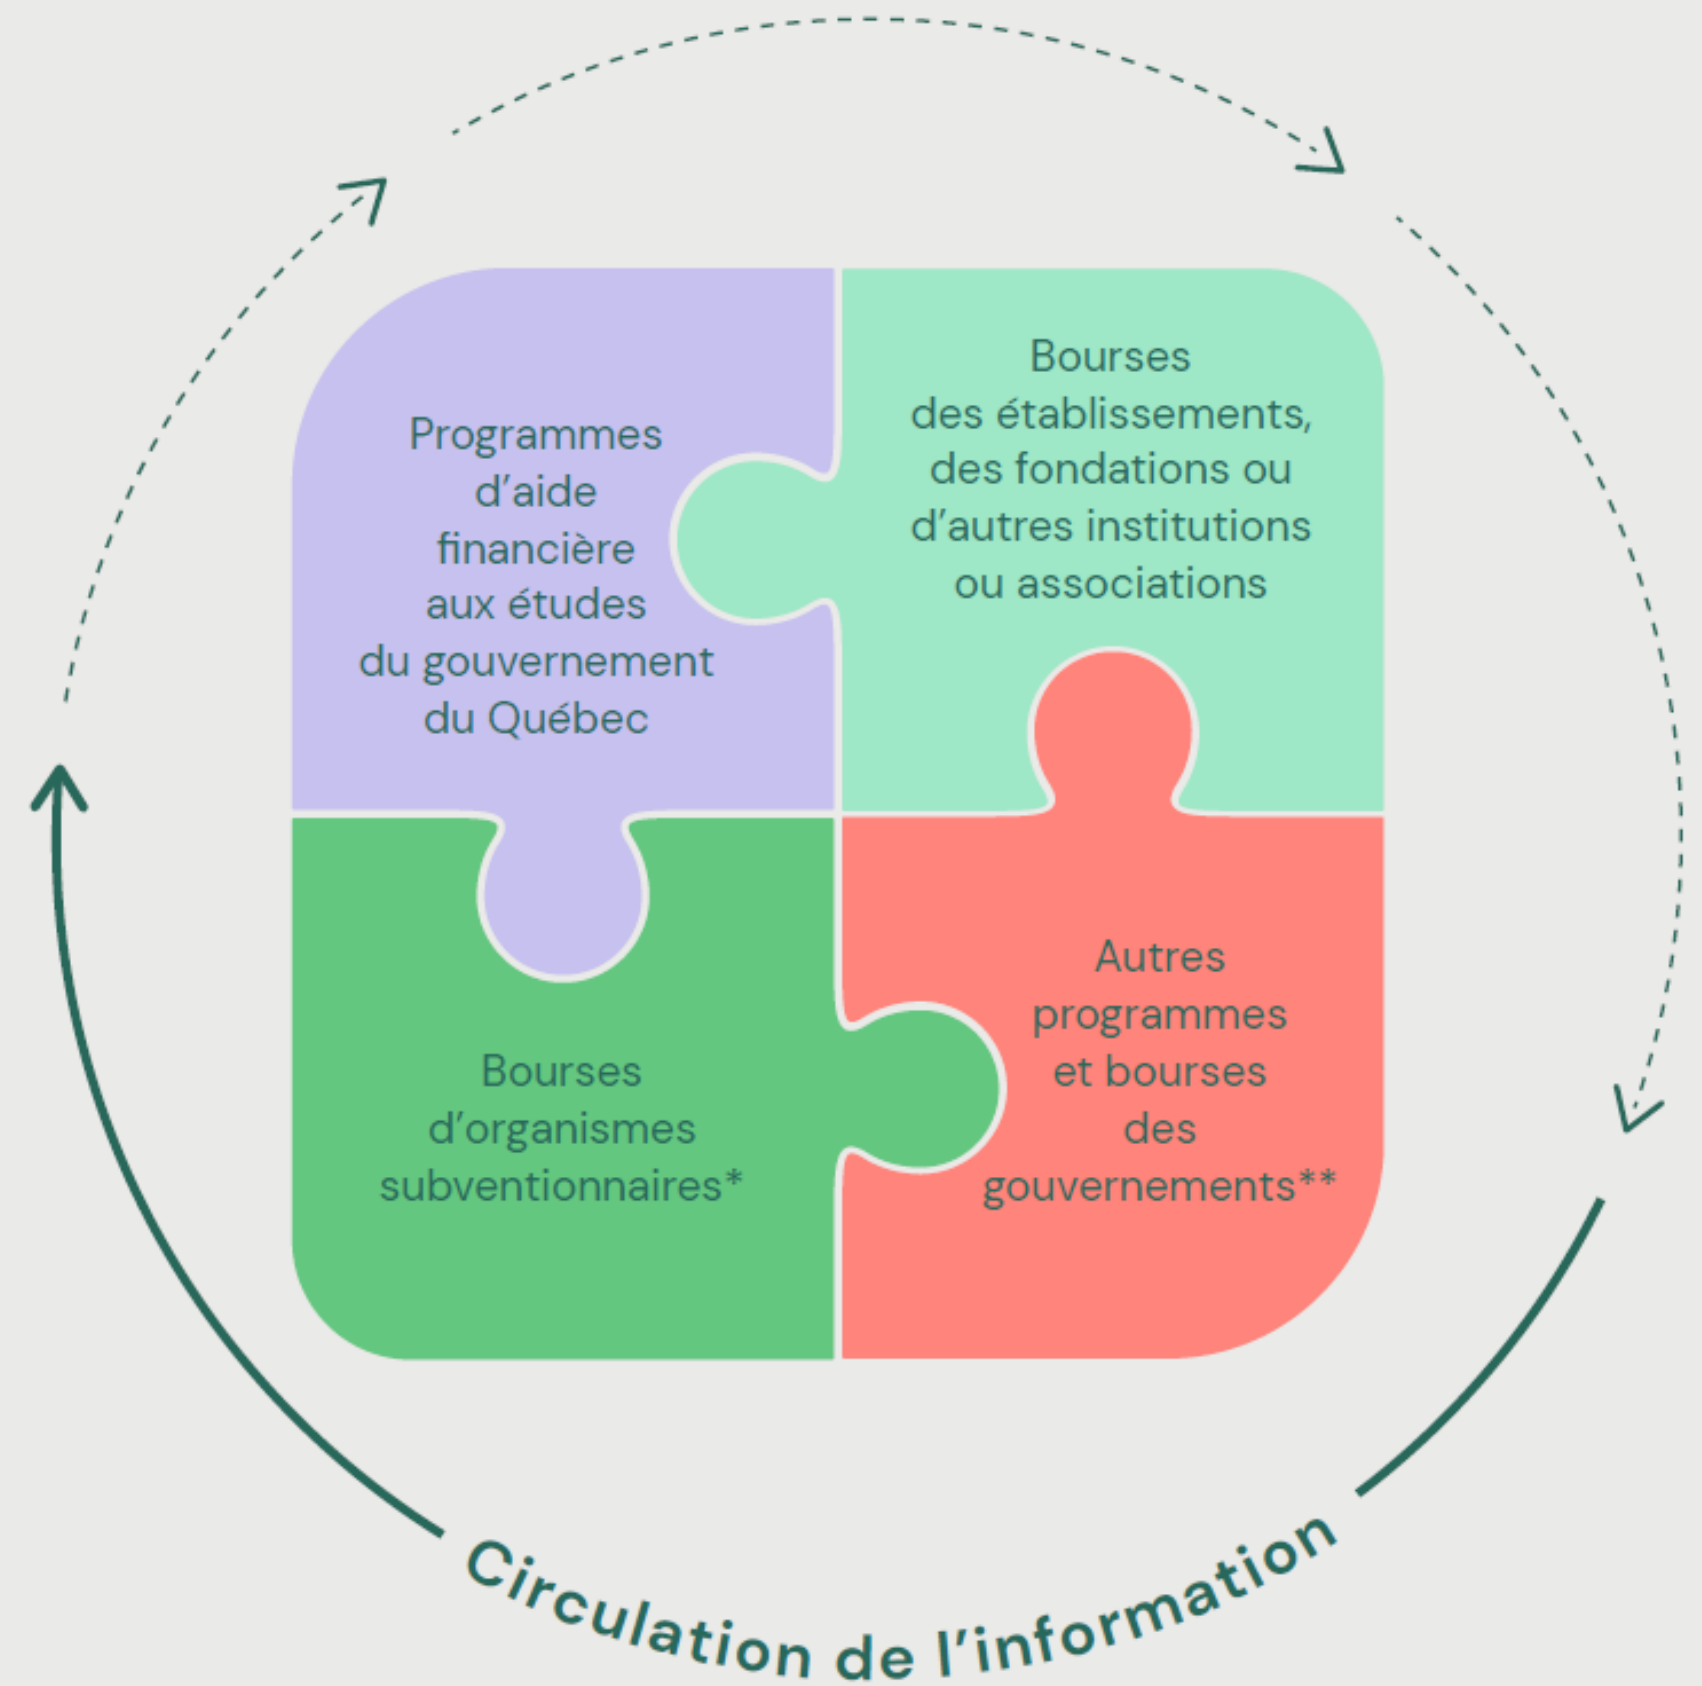 Programmes
d’aide
financière
aux études
du gouvernement
du Québec
Bourses
des établissements,
des fondations ou
d’autres institutions
ou associations
Bourses
d’organismes
subventionnaires*
Autres
programmes
et bourses
des
gouvernements**
Circulation de l’information